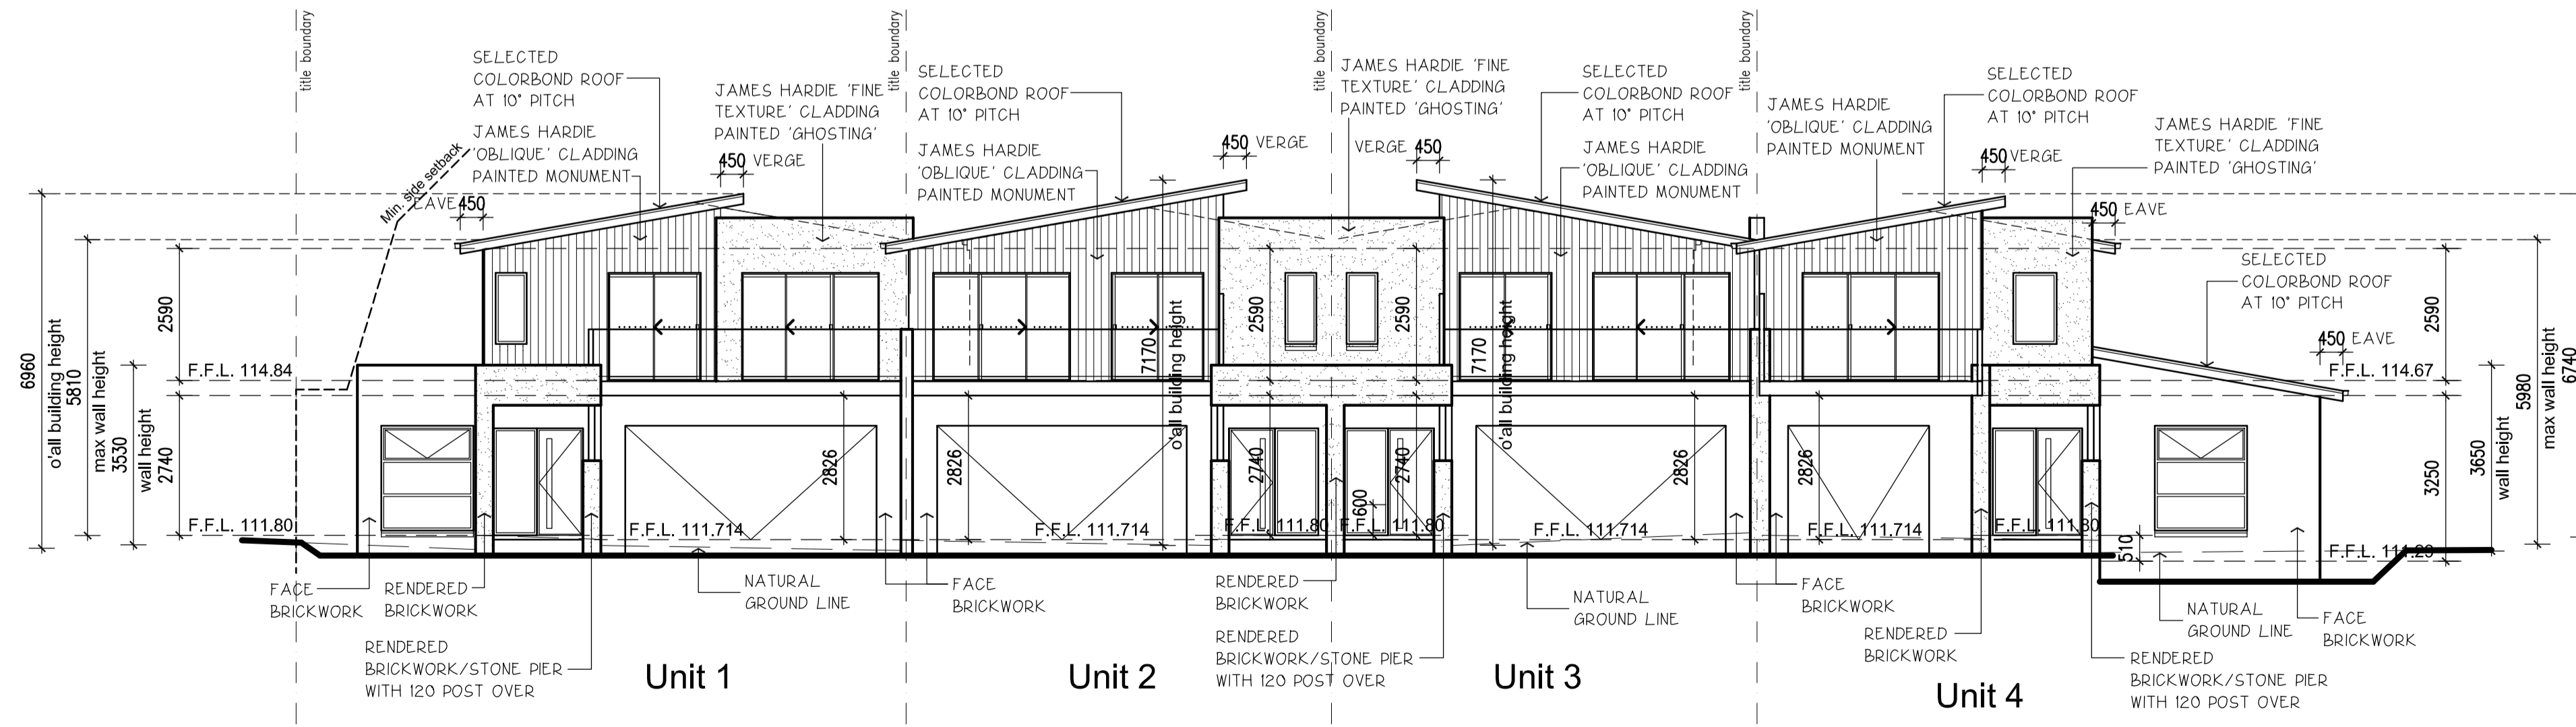 title boundary
title boundary
title boundary
title boundary
SELECTED
COLORBOND ROOF
AT 10° PITCH
JAMES HARDIE 'FINE
TEXTURE' CLADDING
PAINTED 'GHOSTING'
JAMES HARDIE
'OBLIQUE' CLADDING
PAINTED MONUMENT
450 VERGE
Min. side setback
EAVE 450
SELECTED
COLORBOND ROOF
AT 10° PITCH
JAMES HARDIE
'OBLIQUE' CLADDING
PAINTED MONUMENT
450 VERGE
JAMES HARDIE 'FINE
TEXTURE' CLADDING
PAINTED 'GHOSTING'
VERGE 450
SELECTED
COLORBOND ROOF
AT 10° PITCH
JAMES HARDIE
'OBLIQUE' CLADDING
PAINTED MONUMENT
JAMES HARDIE
'OBLIQUE' CLADDING
PAINTED MONUMENT
SELECTED
COLORBOND ROOF
AT 10° PITCH
450 VERGE
JAMES HARDIE 'FINE
TEXTURE' CLADDING
PAINTED 'GHOSTING'
450 EAVE
SELECTED
COLORBOND ROOF
AT 10° PITCH
450 EAVE
6960
o'all building height
5810
max wall height
3530
wall height
2590
2740
F.F.L. 114.84
F.F.L. 111.80
2826
F.F.L. 111.714
2826
F.F.L. 111.714
7170
o'all building height
2590
2590
2740
2740
600
F.F.L. 111.80
F.F.L. 111.80
7170
o'all building height
2826
F.F.L. 111.714
2826
F.F.L. 111.714
F.F.L. 111.80
510
F.F.L. 114.67
F.F.L. 111.29
2590
3250
3650
wall height
5980
max wall height
6740
FACE
BRICKWORK
RENDERED
BRICKWORK
RENDERED
BRICKWORK/STONE PIER
WITH 120 POST OVER
NATURAL
GROUND LINE
FACE
BRICKWORK
RENDERED
BRICKWORK
RENDERED
BRICKWORK/STONE PIER
WITH 120 POST OVER
NATURAL
GROUND LINE
FACE
BRICKWORK
RENDERED
BRICKWORK
RENDERED
BRICKWORK/STONE PIER
WITH 120 POST OVER
NATURAL
GROUND LINE
FACE
BRICKWORK
Unit 1
Unit 2
Unit 3
Unit 4